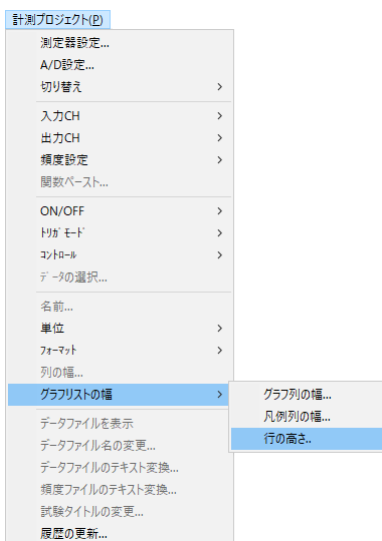 計測プロジェクト(P)
測定器設定...
A/D設定...
切り替え
入力CH
出力CH
頻度設定
関数ペースト...
ON/OFF
ﾄﾘｶﾞﾓｰﾄﾞ
ｺﾝﾄﾛｰﾙ
ﾃﾞｰﾀの選択...
名前...
単位
ﾌｫｰﾏｯﾄ
列の幅...
グラフリストの幅
グラフ列の幅...
凡例列の幅...
行の高さ..
データファイルを表示
データファイル名の変更...
データファイルのテキスト変換...
頻度ファイルのテキスト変換...
試験タイトルの変更...
履歴の更新...